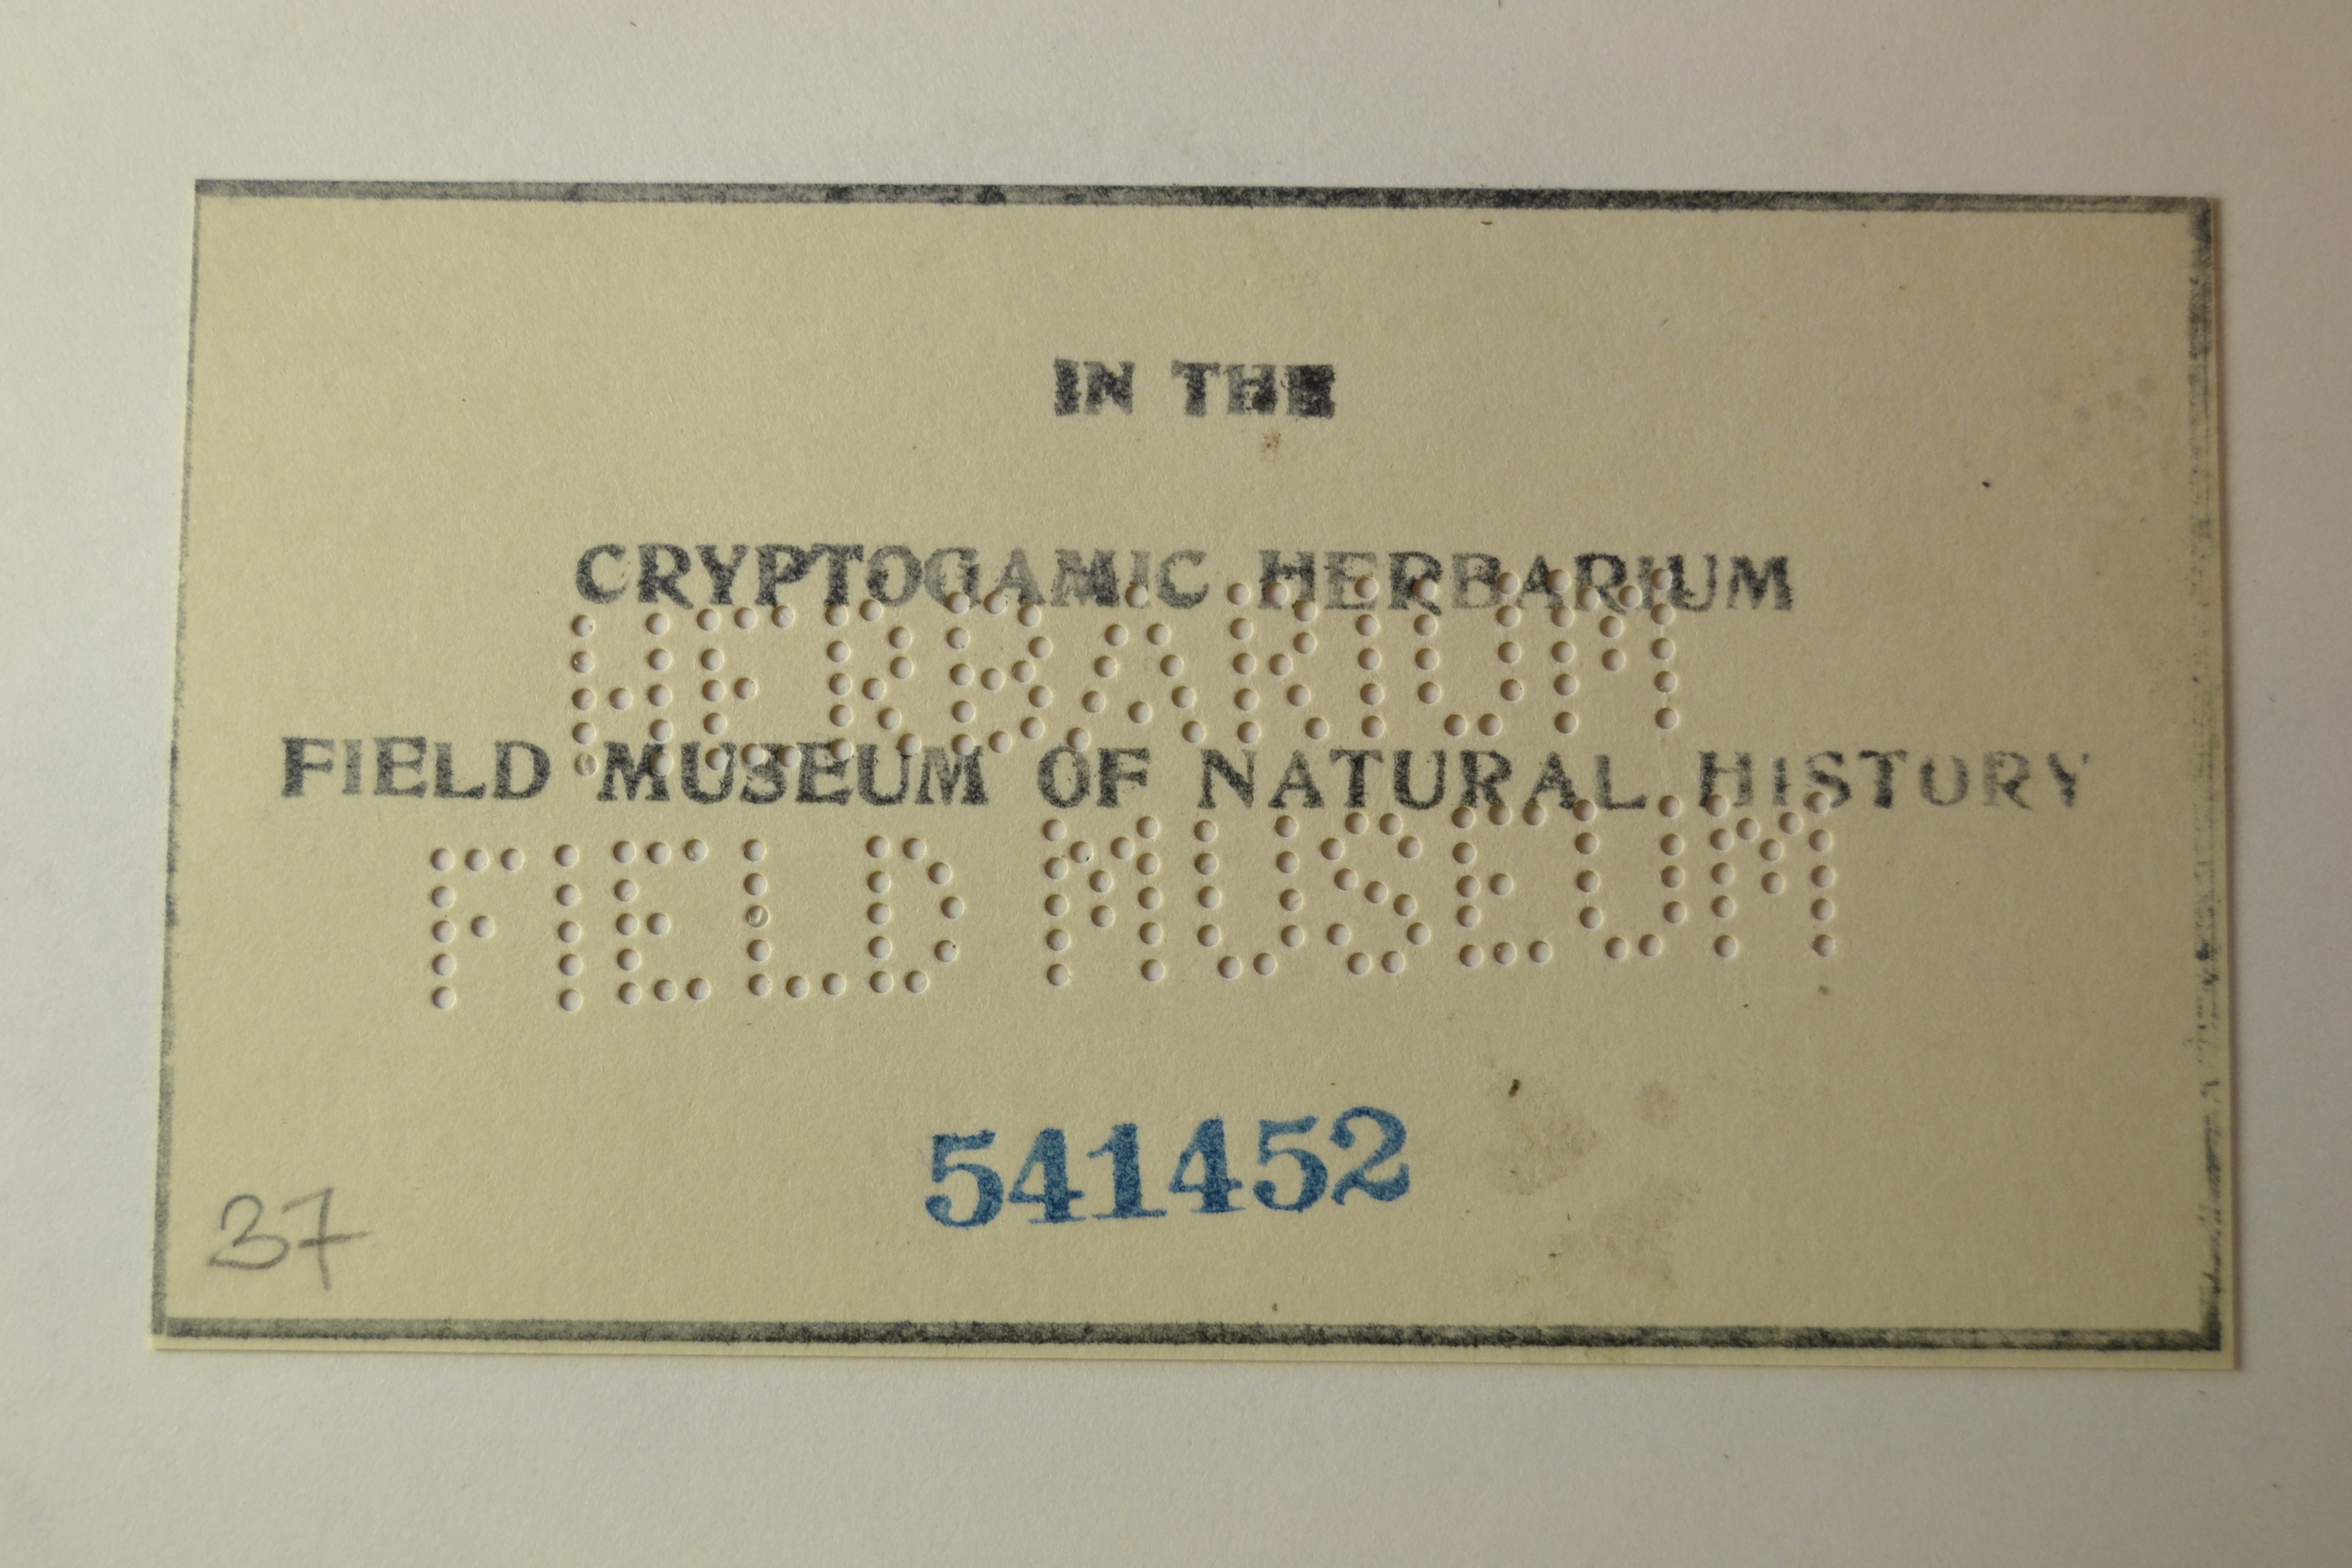 IN THE
CRYPTOGAMIC HERBARIUM
HERBARIUM
FIELD MUSEUM OF NATURAL HISTORY
FIELD MUSEUM
541452
37